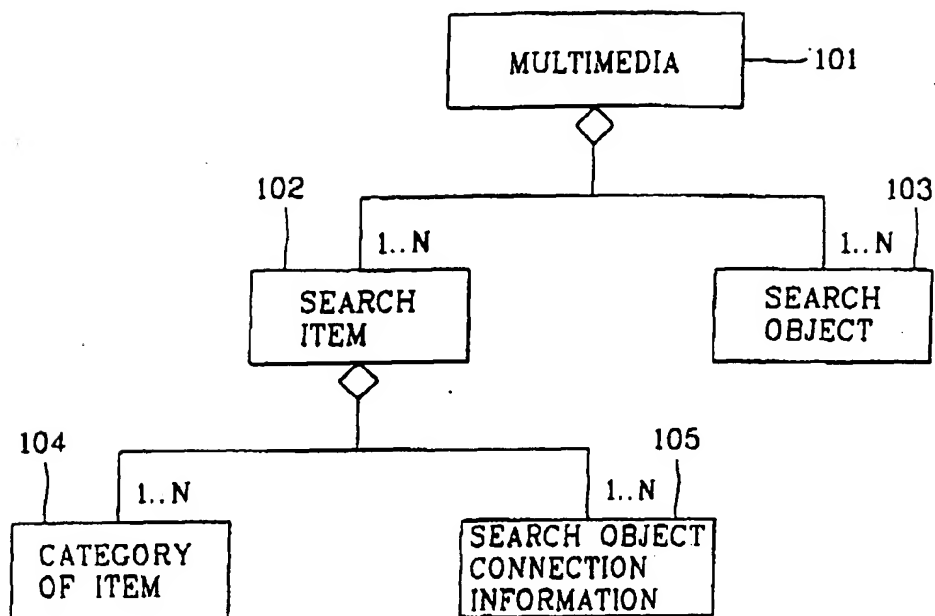 MULTIMEDIA
101
102
103
1..N
1..N
SEARCH
ITEM
SEARCH
OBJECT
104
105
1..N
1..N
CATEGORY
OF ITEM
SEARCH OBJECT
CONNECTION
INFORMATION